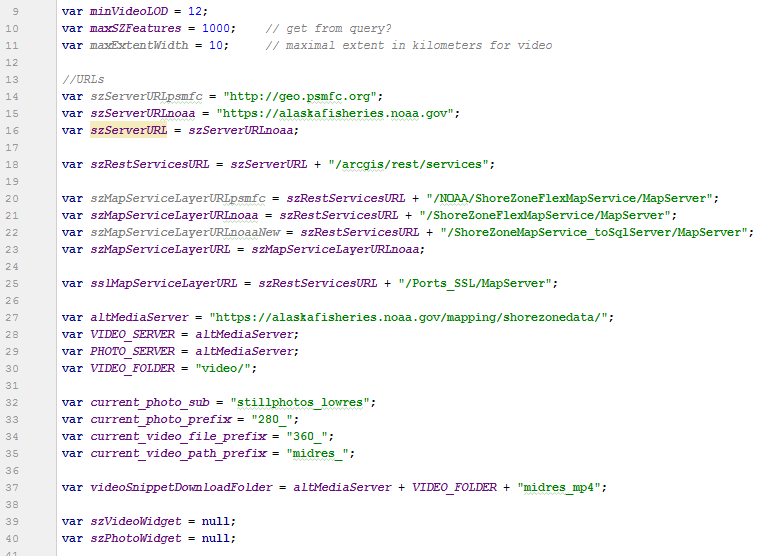 9 var minVideoLOD = 12;
10 var maxSZFeatures = 1000; // get from query?
11 var maxExtentWidth = 10; // maximal extent in kilometers for video
12
13 //URLs
14 var szServerURLpsmfc = "http://geo.psmfc.org";
15 var szServerURLnoaa = "https://alaskafisheries.noaa.gov";
16 var szServerURL = szServerURLnoaa;
17
18 var szRestServicesURL = szServerURL + "/arcgis/rest/services";
19
20 var szMapServiceLayerURLpsmfc = szRestServicesURL + "/NOAA/ShoreZoneFlexMapService/MapServer";
21 var szMapServiceLayerURLnoaa = szRestServicesURL + "/ShoreZoneFlexMapService/MapServer";
22 var szMapServiceLayerURLnoaaNew = szRestServicesURL + "/ShoreZoneMapService_toSqlServer/MapServer";
23 var szMapServiceLayerURL = szMapServiceLayerURLnoaa;
24
25 var sslMapServiceLayerURL = szRestServicesURL + "/Ports_SSL/MapServer";
26
27 var altMediaServer = "https://alaskafisheries.noaa.gov/mapping/shorezonedata/";
28 var VIDEO_SERVER = altMediaServer;
29 var PHOTO_SERVER = altMediaServer;
30 var VIDEO_FOLDER = "video/";
31
32 var current_photo_sub = "stillphotos_lowres";
33 var current_photo_prefix = "280_";
34 var current_video_file_prefix = "360_";
35 var current_video_path_prefix = "midres_";
36
37 var videoSnippetDownloadFolder = altMediaServer + VIDEO_FOLDER + "midres_mp4";
38
39 var szVideoWidget = null;
40 var szPhotoWidget = null;